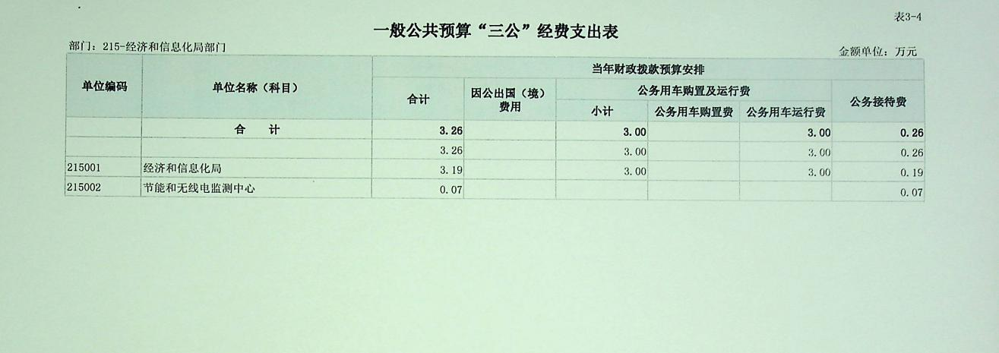 表3-4
一般公共预算“三公”经费支出表
部门：215-经济和信息化局部门 金额单位：万元
单位编码 单位名称（科目） 当年财政拨款预算安排
合计 因公出国（境）费用 公务用车购置及运行费 公务接待费
小计 公务用车购置费 公务用车运行费
合 计 3.26 3.00 3.00 0.26
3.26 3.00 3.00 0.26
215001 经济和信息化局 3.19 3.00 3.00 0.19
215002 节能和无线电监测中心 0.07 0.07